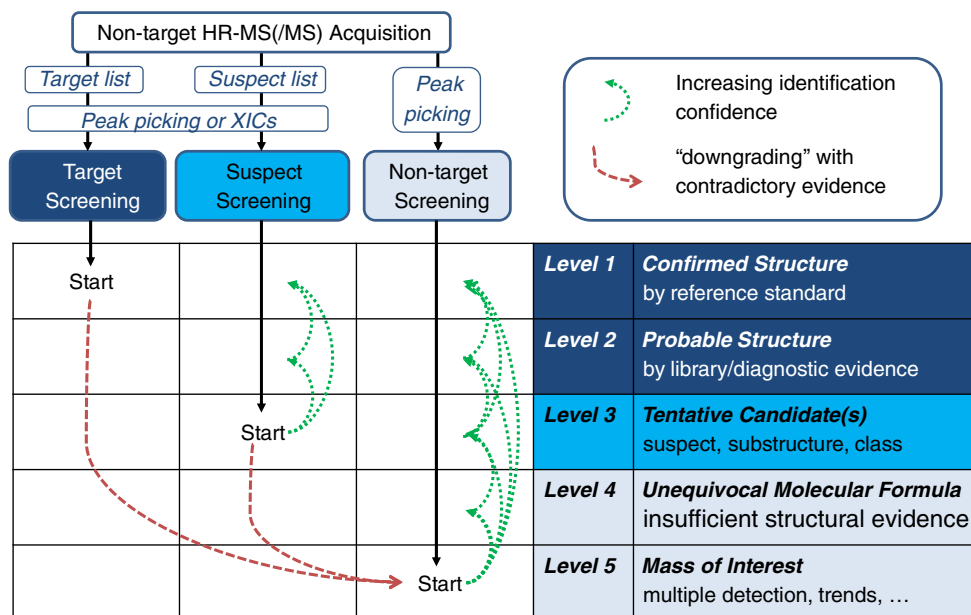 Non-target HR-MS(/MS) Acquisition
Target list
Suspect list
Peak
picking
Peak picking or XICs
Target
Screening
Suspect
Screening
Non-target
Screening
Increasing identification
confidence
“downgrading” with
contradictory evidence
Start
Level 1
Confirmed Structure
by reference standard
Level 2
Probable Structure
by library/diagnostic evidence
Start
Level 3
Tentative Candidate(s)
suspect, substructure, class
Level 4
Unequivocal Molecular Formula
insufficient structural evidence
Start
Level 5
Mass of Interest
multiple detection, trends, …